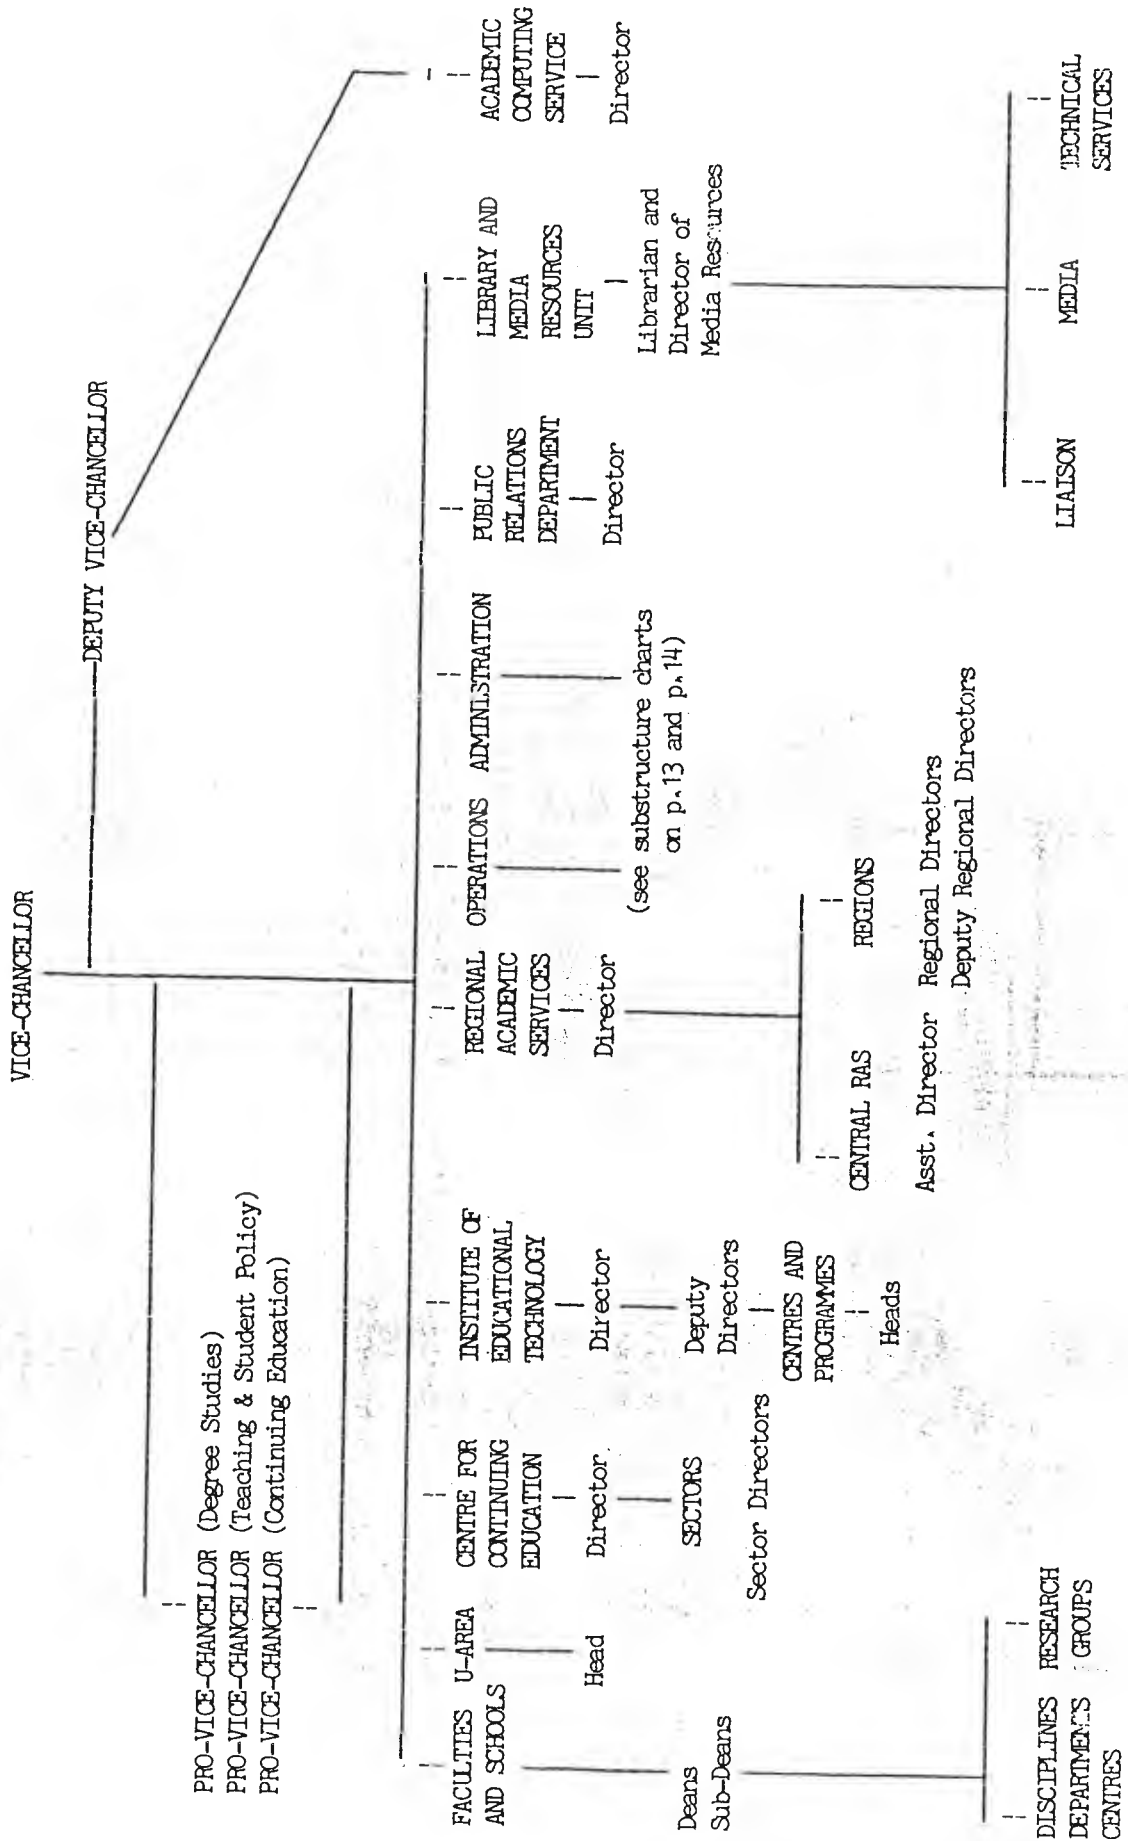 VICE-CHANCELLOR
DEPUTY VICE-CHANCELLOR
PRO-VICE-CHANCELLOR (Degree Studies)
PRO-VICE-CHANCELLOR (Teaching & Student Policy)
PRO-VICE-CHANCELLOR (Continuing Education)
FACULTIES
AND SCHOOLS
Deans
Sub-Deans
DISCIPLINES
DEPARTMENTS
CENTRES
RESEARCH
GROUPS
U-AREA
Head
CENTRE FOR
CONTINUING
EDUCATION
Director
SECTORS
Sector Directors
INSTITUTE OF
EDUCATIONAL
TECHNOLOGY
Director
Deputy
Directors
CENTRES AND
PROGRAMMES
Heads
REGIONAL
ACADEMIC
SERVICES
Director
CENTRAL RAS
Asst. Director
REGIONS
Regional Directors
Deputy Regional Directors
OPERATIONS
ADMINISTRATION
(see substructure charts
on p.13 and p.14)
PUBLIC
RELATIONS
DEPARTMENT
Director
LIBRARY AND
MEDIA
RESOURCES
UNIT
Librarian and
Director of
Media Resources
LIAISON
MEDIA
TECHNICAL
SERVICES
ACADEMIC
COMPUTING
SERVICE
Director